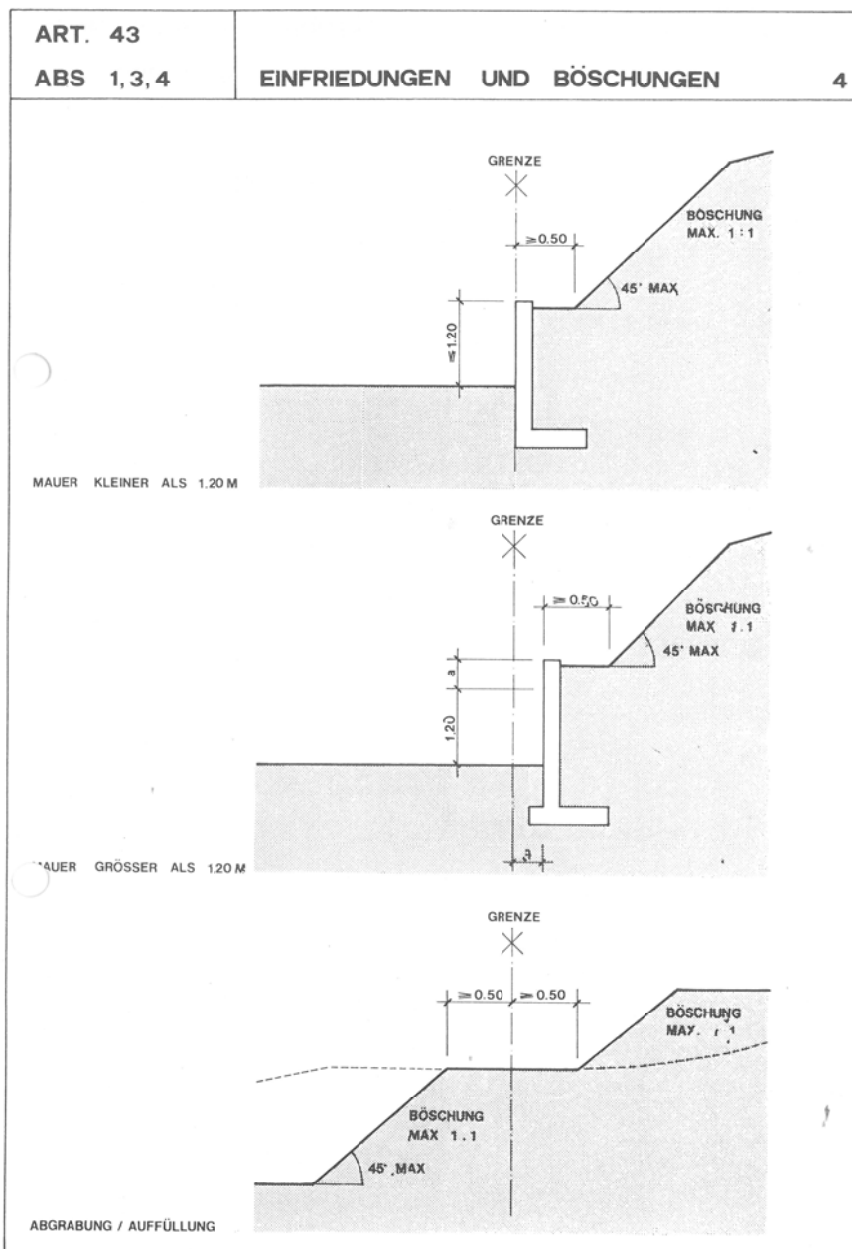 ART. 43
ABS 1, 3, 4
EINFRIEDUNGEN UND BÖSCHUNGEN 4
GRENZE
BÖSCHUNG
MAX. 1:1
≥0.50
45° MAX.
≤1.20
MAUER KLEINER ALS 1.20 M
GRENZE
≥0.50
BÖSCHUNG
MAX 1.1
45° MAX
a
1,20
a
MAUER GRÖSSER ALS 1.20 M
GRENZE
≥0.50 ≥0.50
BÖSCHUNG
MAX. 1
BÖSCHUNG
MAX 1.1
45° MAX
ABGRABUNG / AUFFÜLLUNG